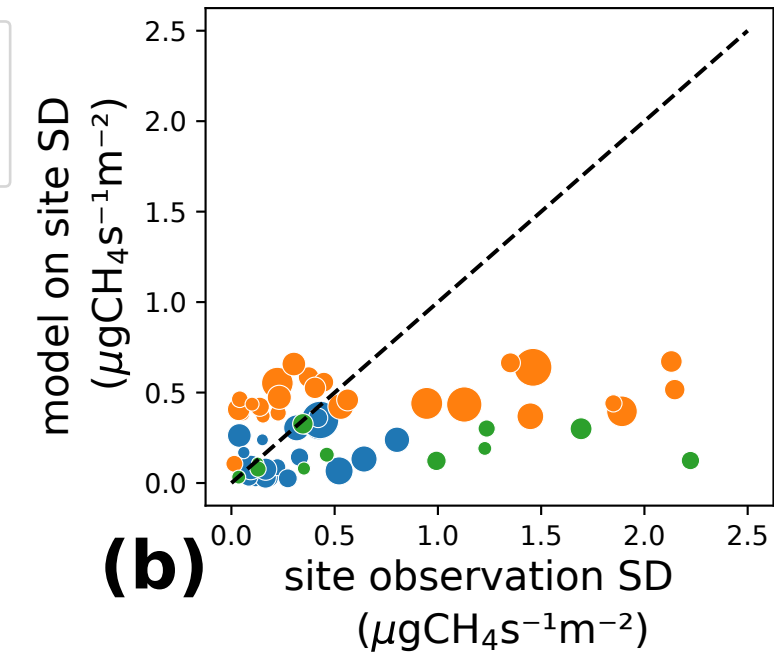 2.5
2.0
1.5
1.0
0.5
0.0
model on site SD
(μgCH₄s⁻¹m⁻²)
0.0 0.5 1.0 1.5 2.0 2.5
(b)
site observation SD
(μgCH₄s⁻¹m⁻²)